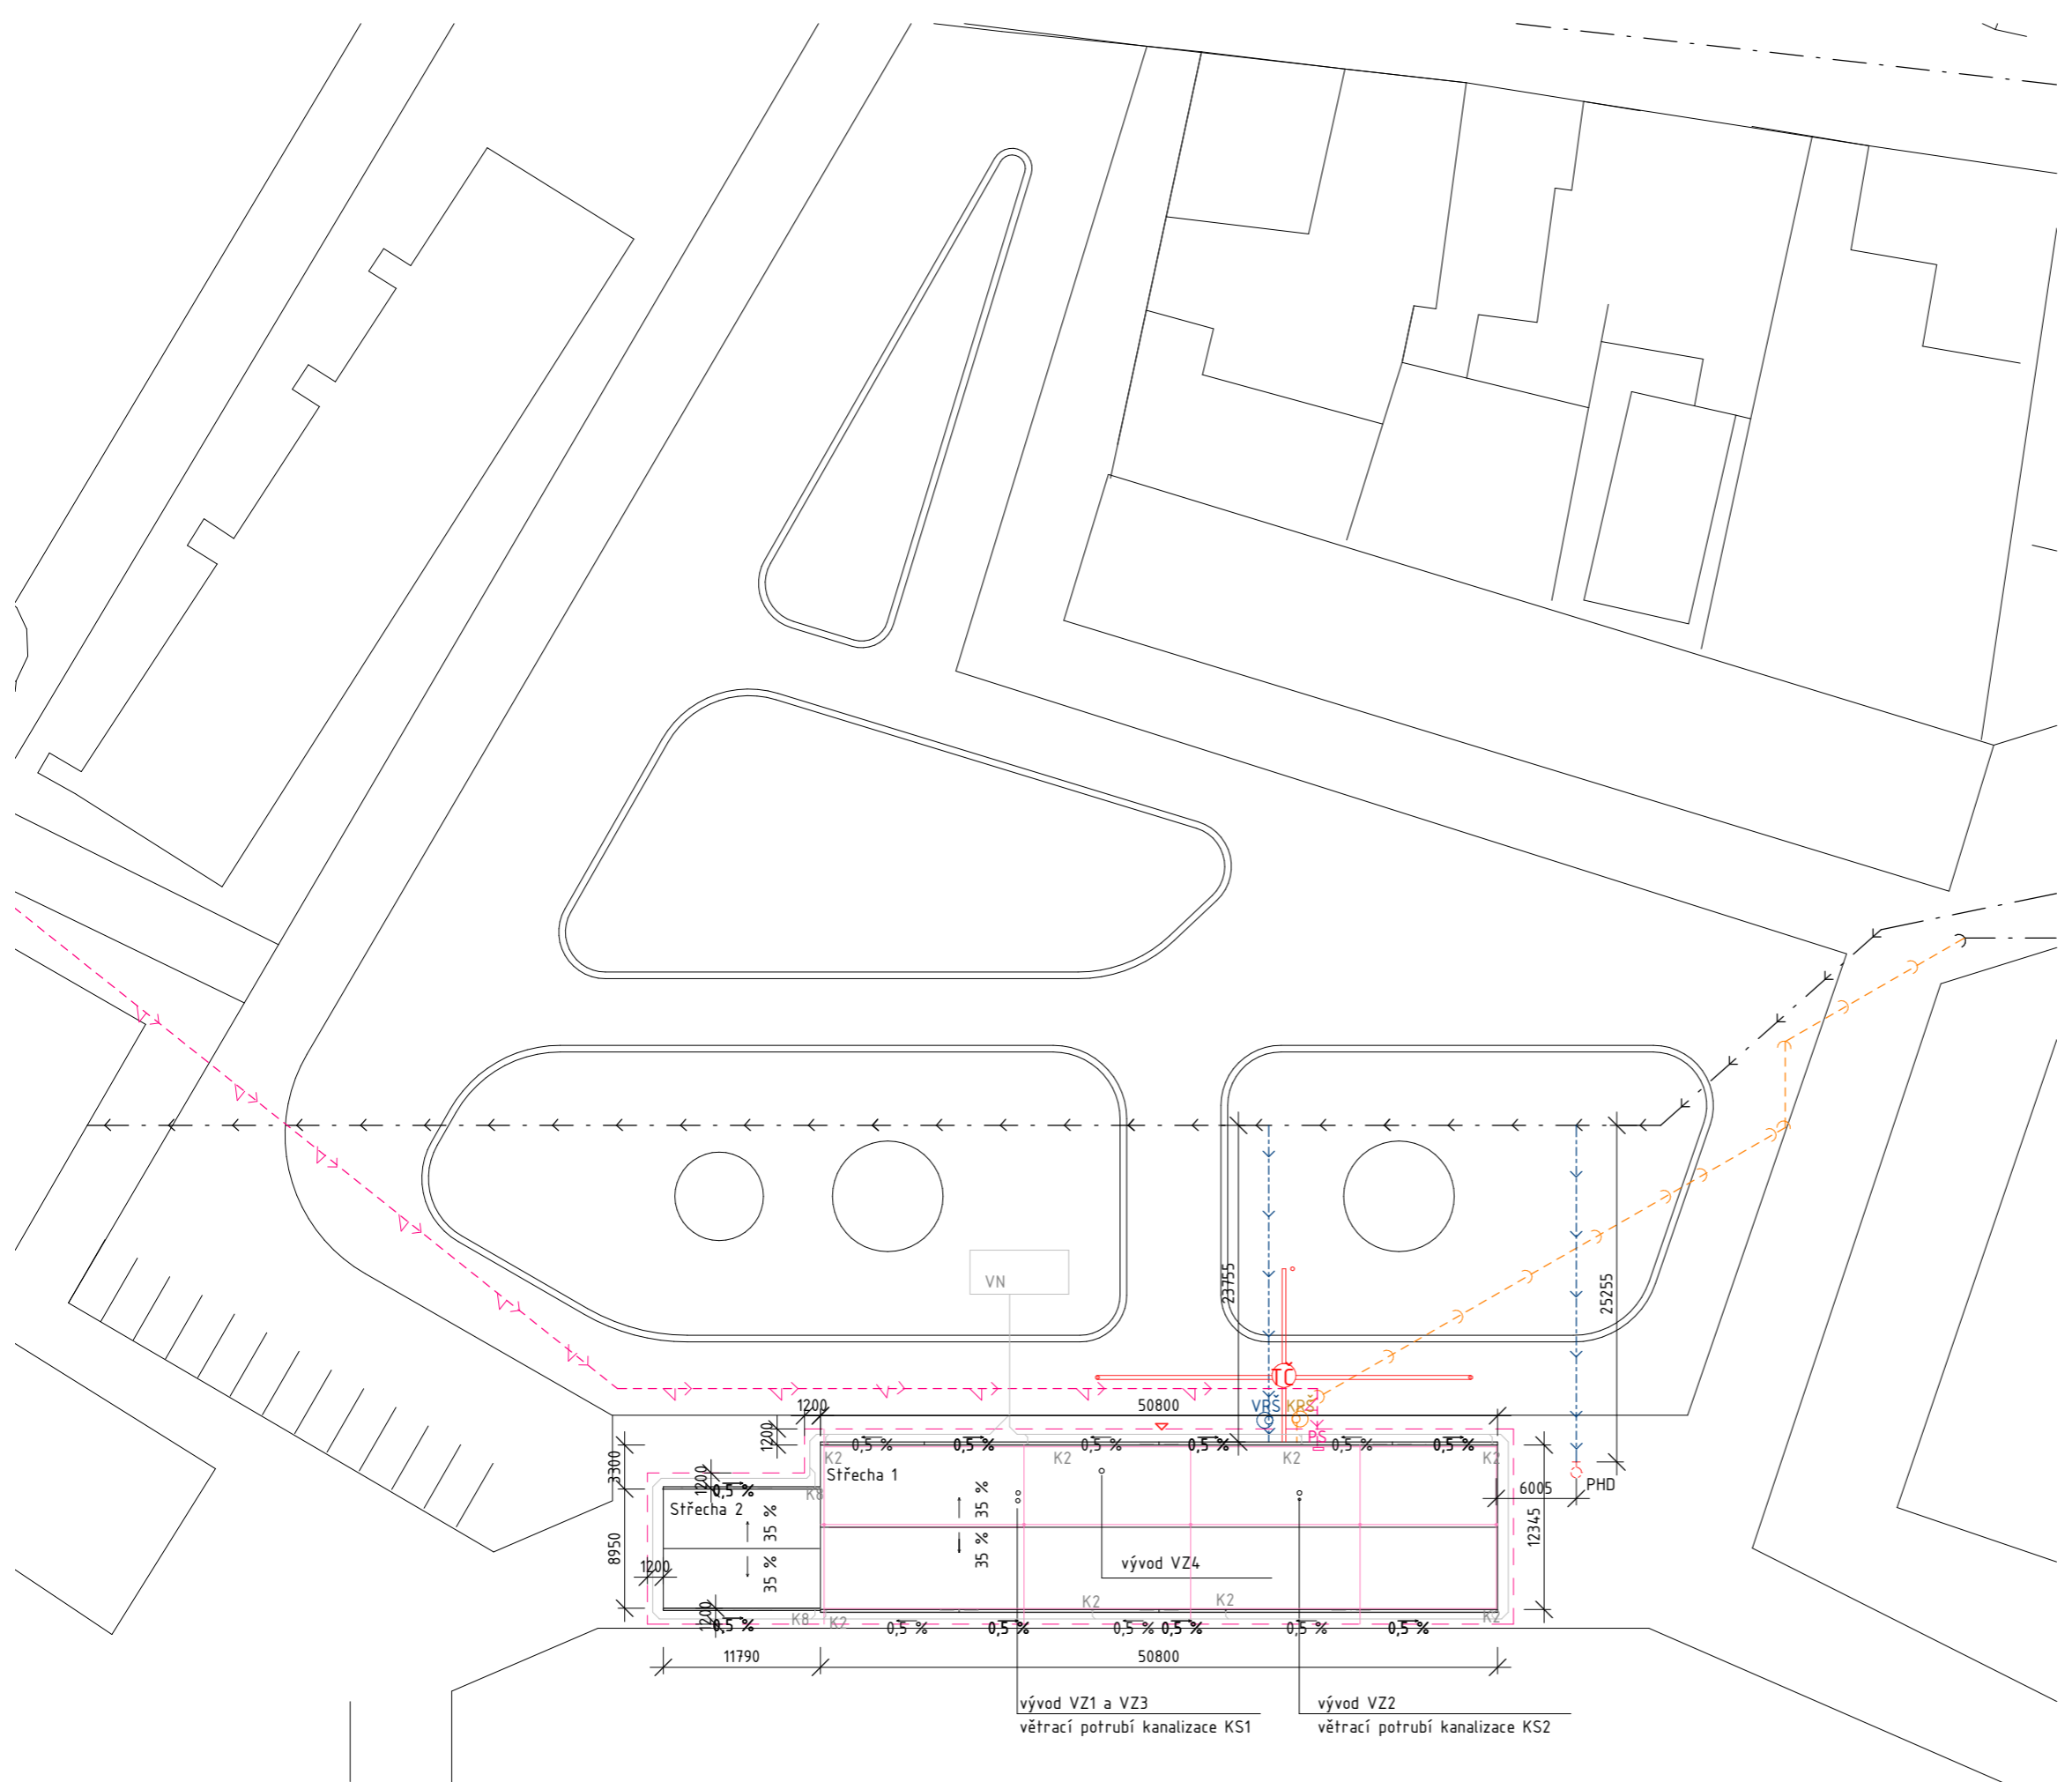 VN
23755
25255
TČ
VRŠ KRŠ
1200
50800
1200
PS
0,5 %
0,5 %
0,5 %
0,5 %
0,5 %
0,5 %
K2
K2
K2
K2
3300
Střecha 1
1200
0,5 %
K8
PHD
6005
Střecha 2
35 %
35 %
12345
8950
35 %
35 %
1200
vývod VZ4
K2
K2
1200
0,5 %
K8
K2
K2
0,5 %
0,5 %
0,5 %
0,5 %
0,5 %
0,5 %
11790
50800
vývod VZ1 a VZ3
větrací potrubí kanalizace KS1
vývod VZ2
větrací potrubí kanalizace KS2